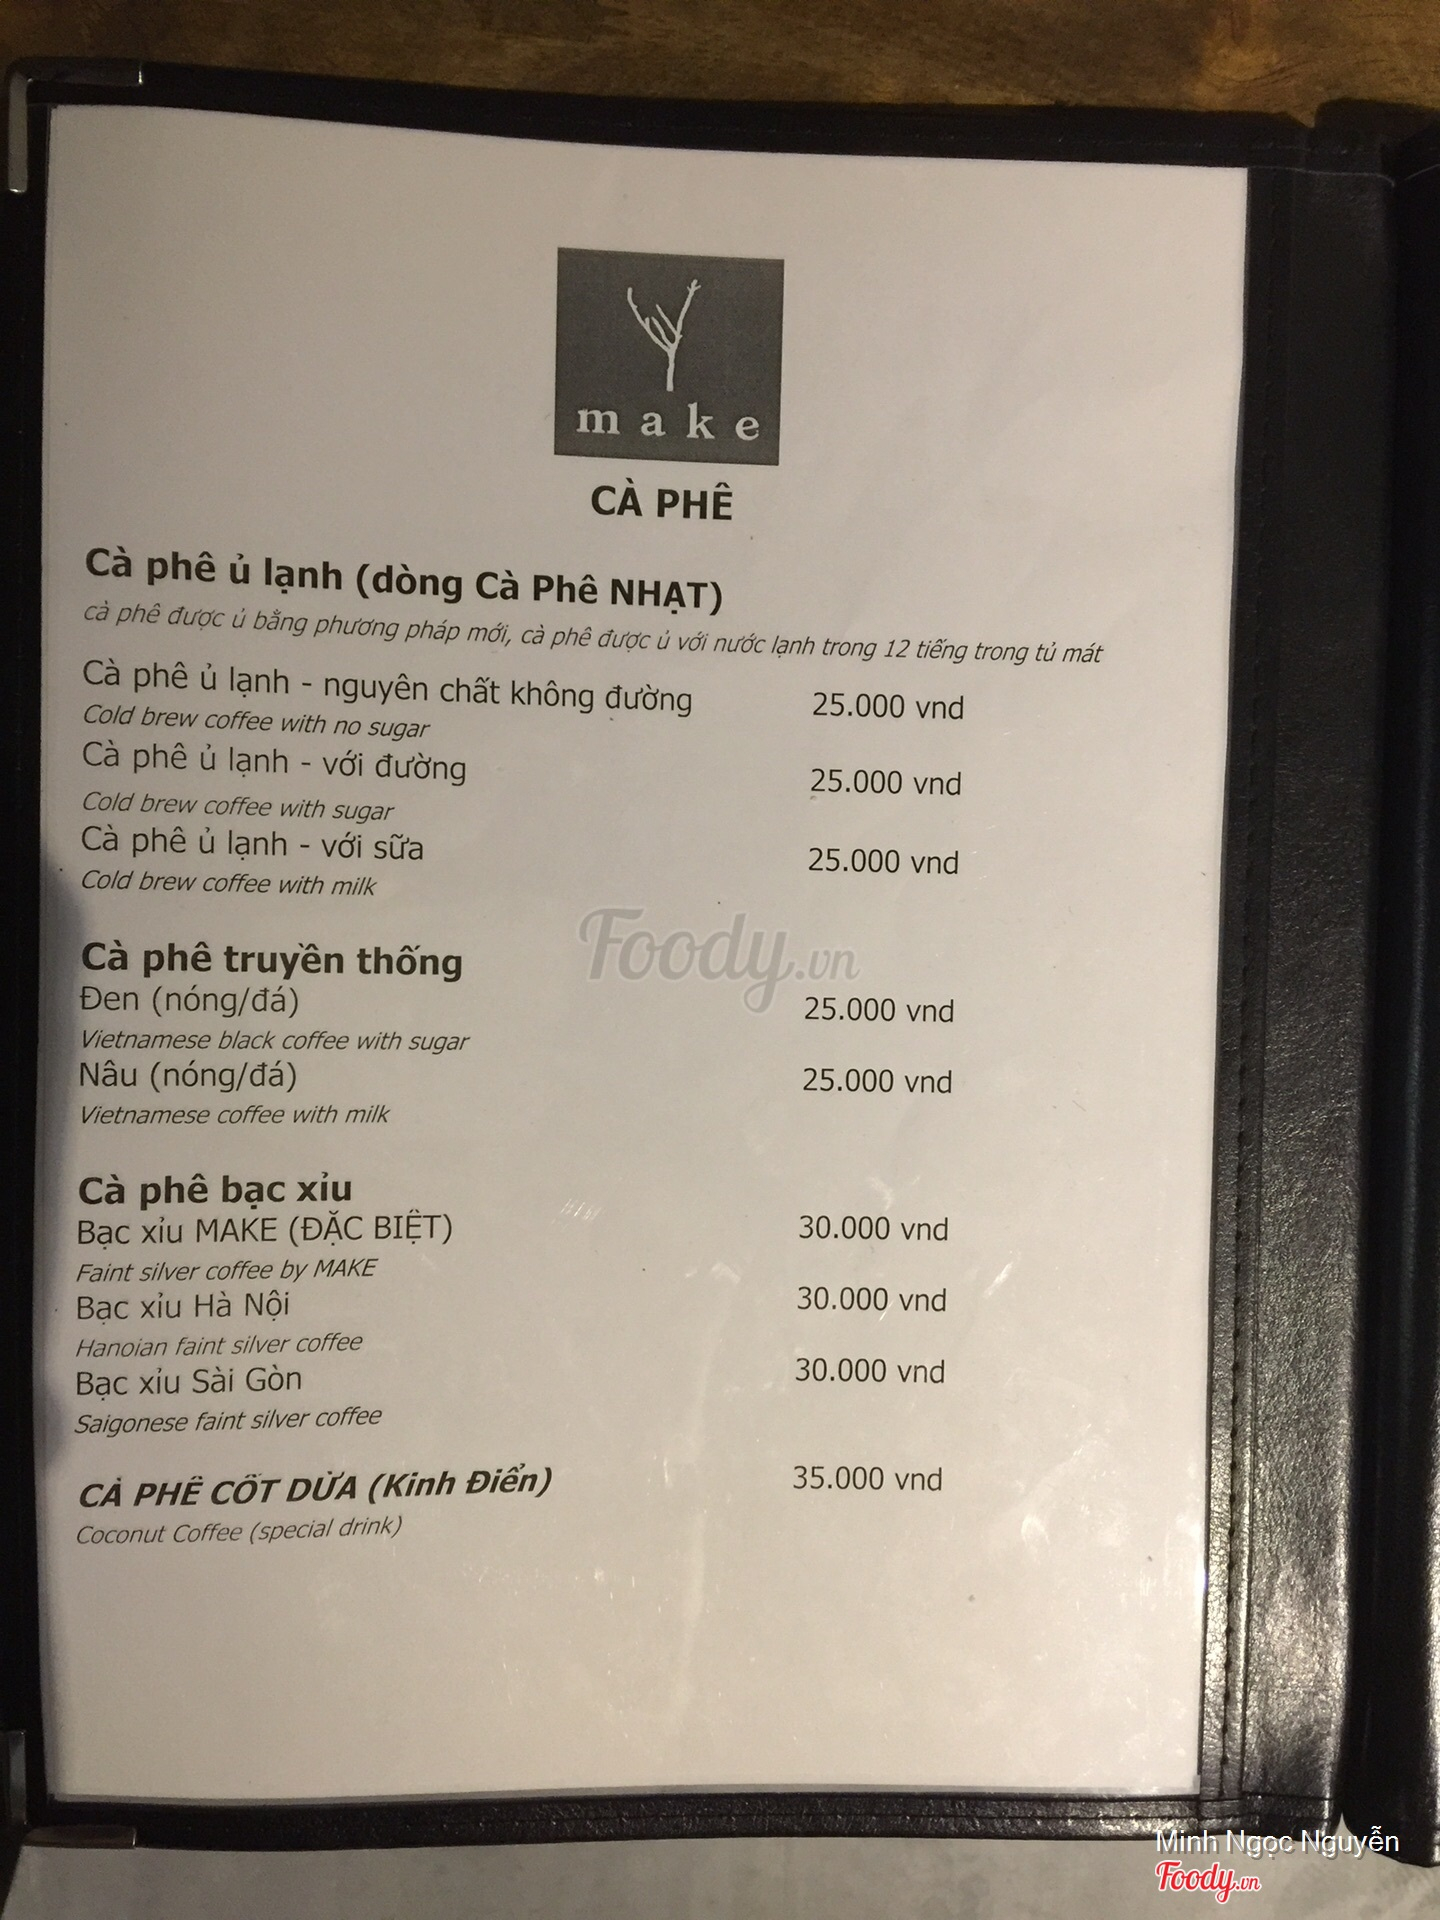 make
CÀ PHÊ
Cà phê ủ lạnh (dòng Cà Phê NHẠT)
cà phê được ủ bằng phương pháp mới, cà phê được ủ với nước lạnh trong 12 tiếng trong tủ mát
Cà phê ủ lạnh - nguyên chất không đường 25.000 vnd
Cold brew coffee with no sugar
Cà phê ủ lạnh - với đường 25.000 vnd
Cold brew coffee with sugar
Cà phê ủ lạnh - với sữa 25.000 vnd
Cold brew coffee with milk
Foody.vn
Cà phê truyền thống
Đen (nóng/đá) 25.000 vnd
Vietnamese black coffee with sugar
Nâu (nóng/đá) 25.000 vnd
Vietnamese coffee with milk
Cà phê bạc xỉu
Bạc xỉu MAKE (ĐẶC BIỆT) 30.000 vnd
Faint silver coffee by MAKE
Bạc xỉu Hà Nội 30.000 vnd
Hanoian faint silver coffee
Bạc xỉu Sài Gòn 30.000 vnd
Saigonese faint silver coffee
CÀ PHÊ CỐT DỪA (Kinh Điển) 35.000 vnd
Coconut Coffee (special drink)
Minh Ngọc Nguyễn
Foody.vn